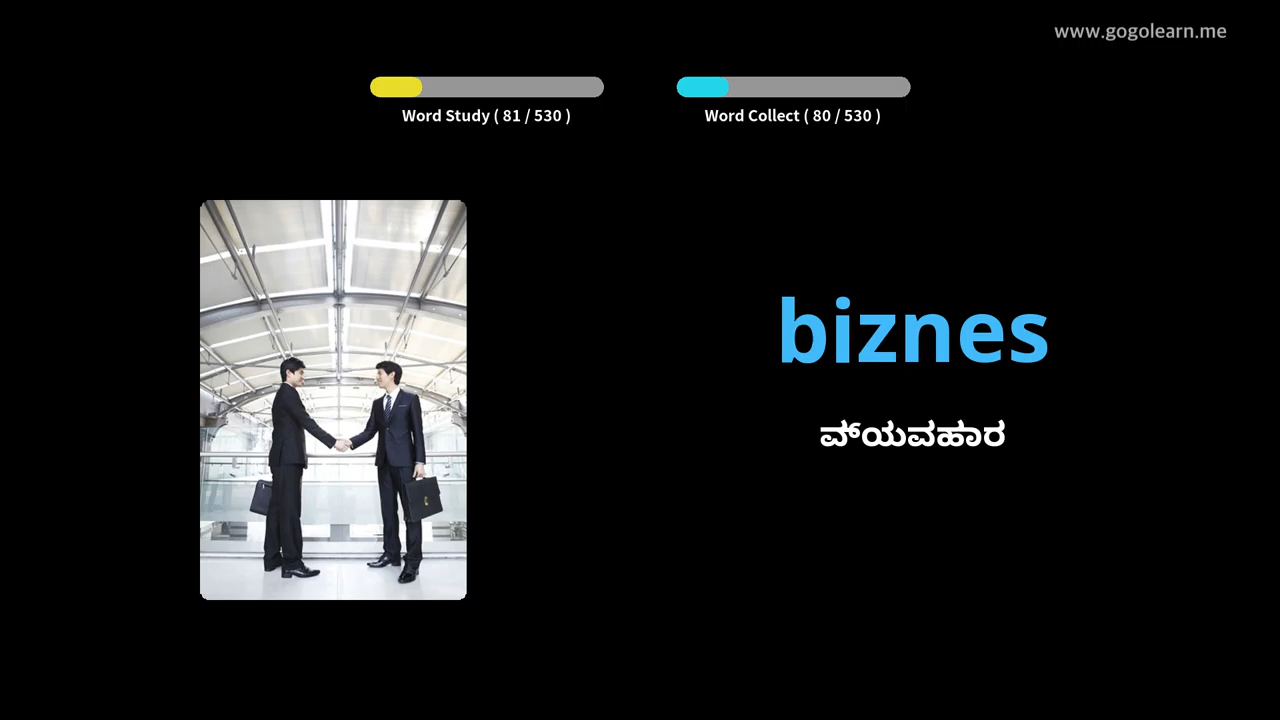 www.gogolearn.me
Word Study ( 81 / 530 )
Word Collect ( 80 / 530 )
biznes
ವ್ಯವಹಾರ